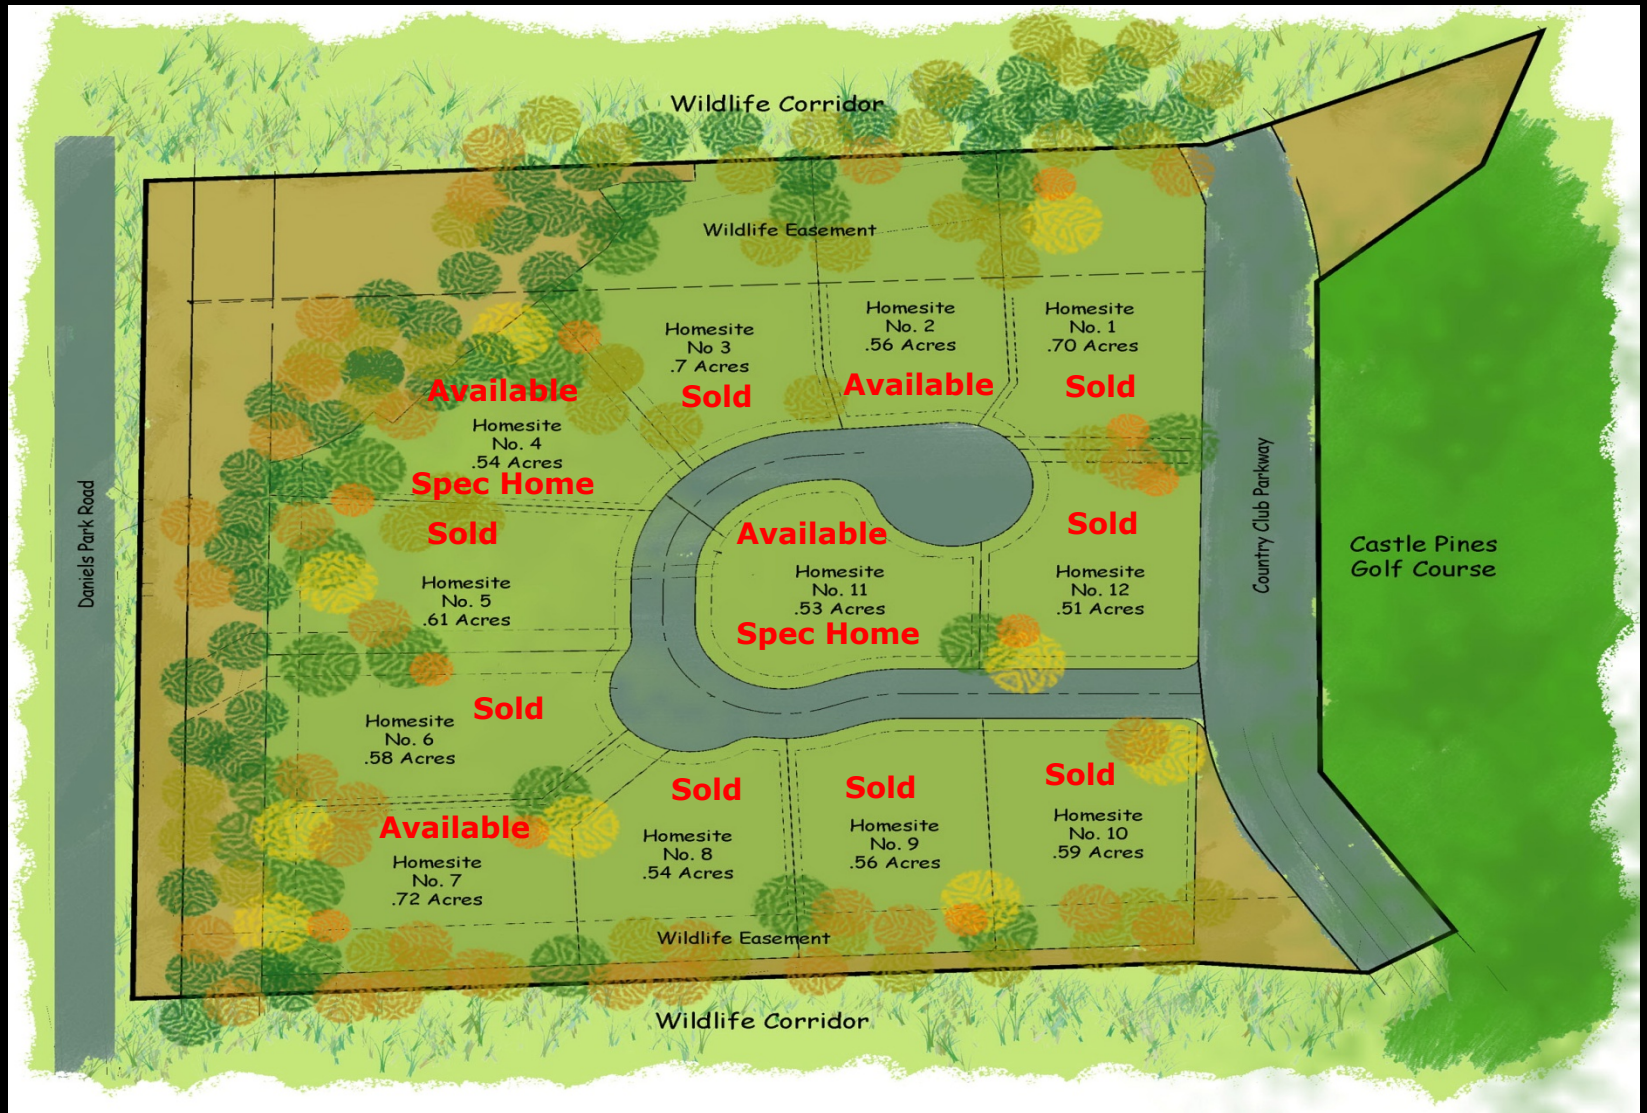 Wildlife Corridor
Wildlife Easement
Homesite
No. 2
.56 Acres
Available
Homesite
No. 1
.70 Acres
Sold
Homesite
No 3
.7 Acres
Sold
Available
Homesite
No. 4
.54 Acres
Spec Home
Sold
Homesite
No. 5
.61 Acres
Available
Homesite
No. 11
.53 Acres
Spec Home
Sold
Homesite
No. 12
.51 Acres
Daniels Park Road
Country Club Parkway
Castle Pines
Golf Course
Sold
Homesite
No. 6
.58 Acres
Available
Homesite
No. 7
.72 Acres
Sold
Homesite
No. 8
.54 Acres
Sold
Homesite
No. 9
.56 Acres
Sold
Homesite
No. 10
.59 Acres
Wildlife Easement
Wildlife Corridor